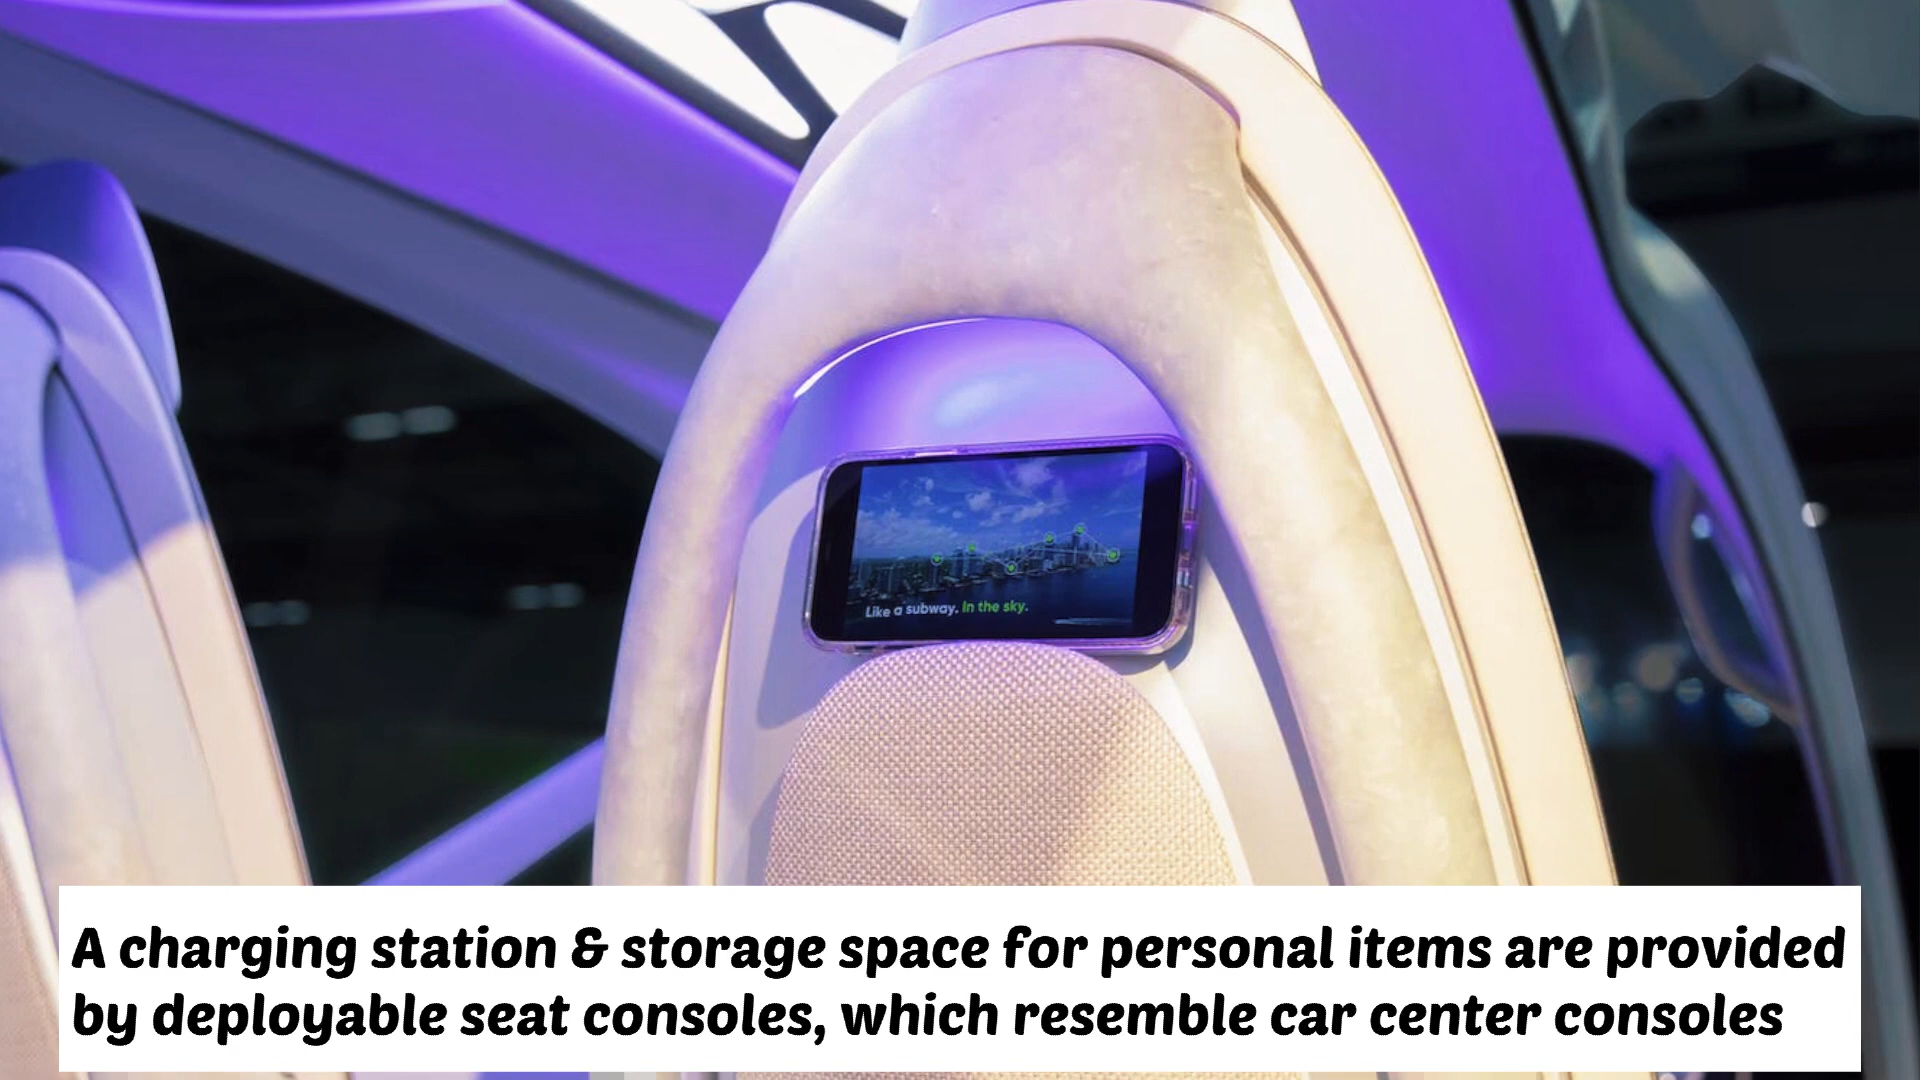 Like a subway. In the sky.
A charging station & storage space for personal items are provided
by deployable seat consoles, which resemble car center consoles